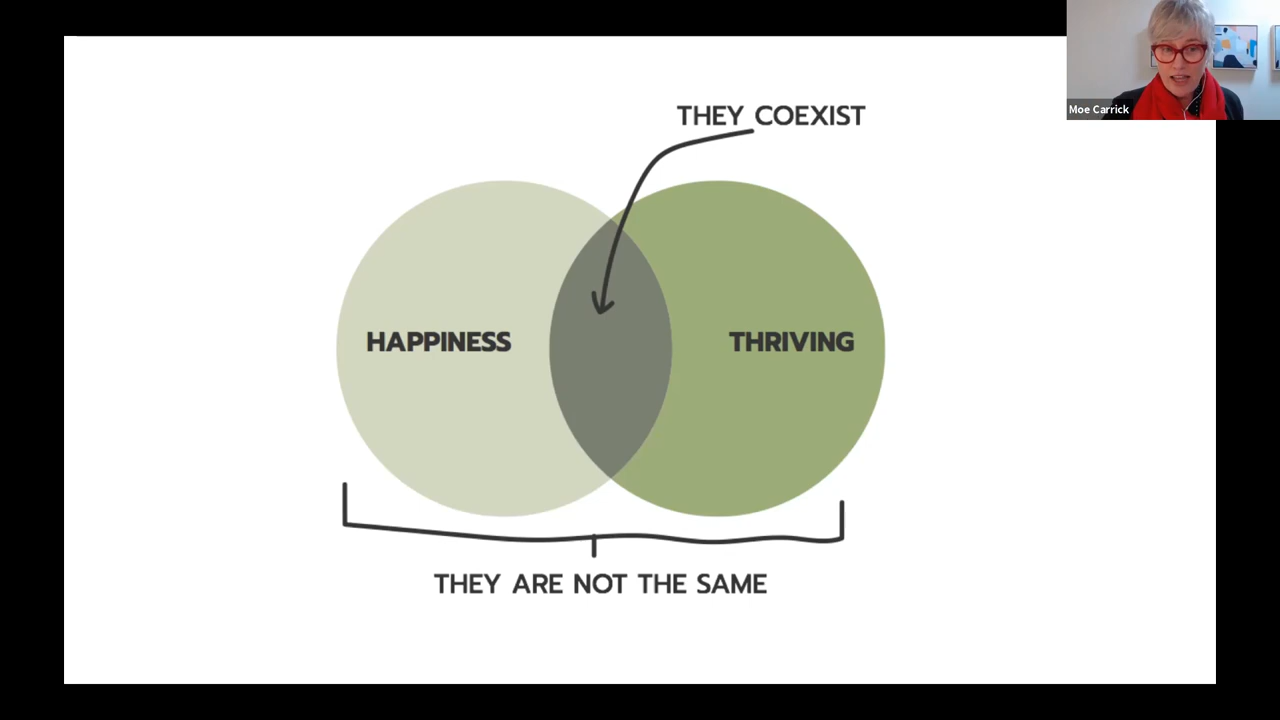 THEY COEXIST
Moe Carrick
HAPPINESS
THRIVING
THEY ARE NOT THE SAME